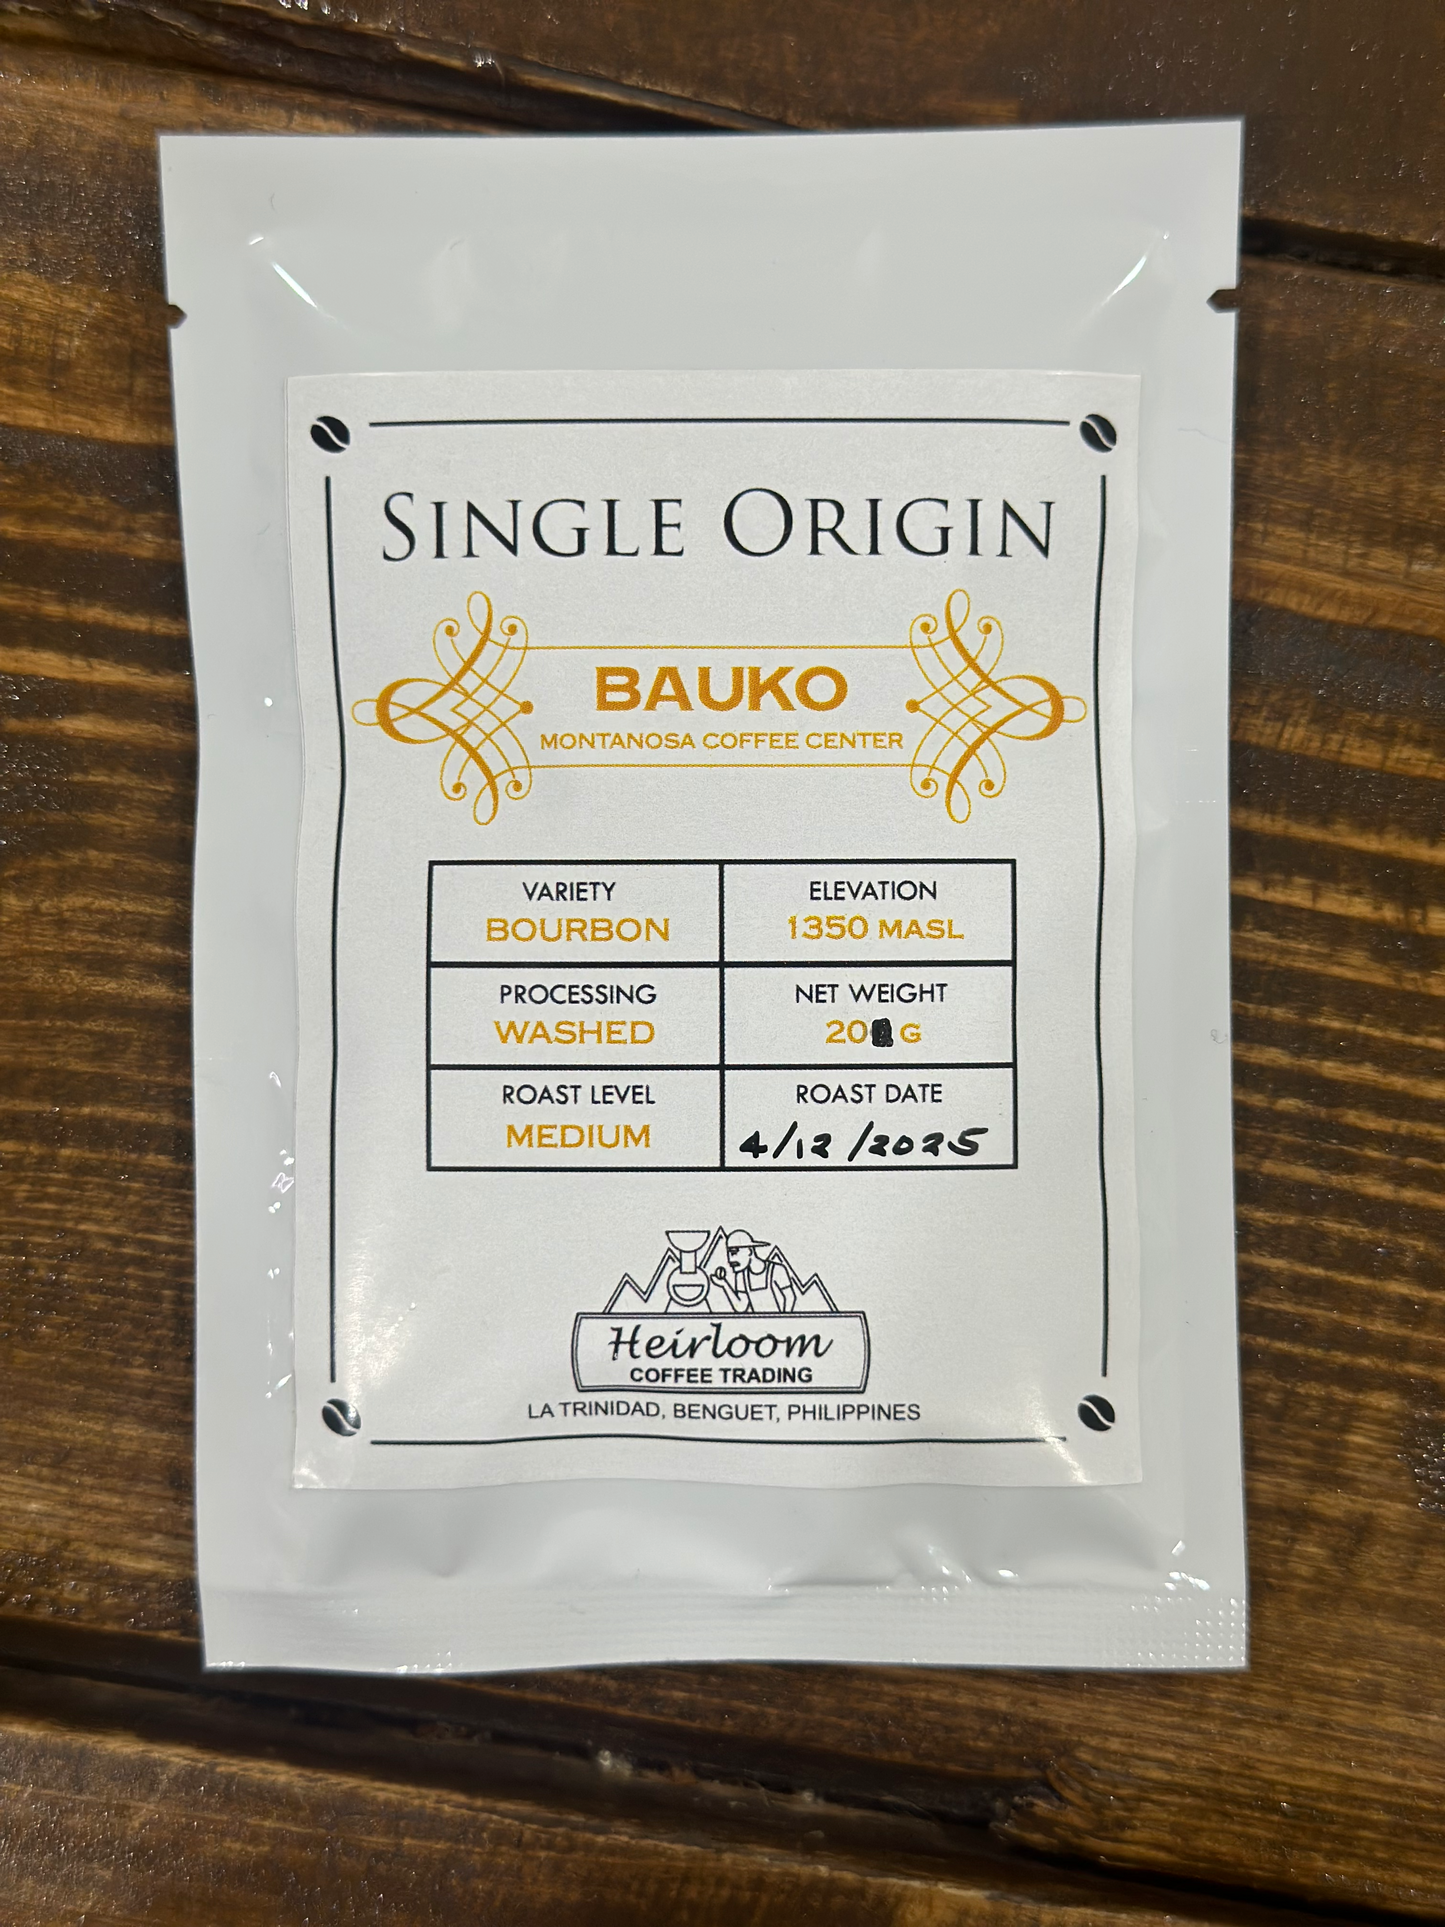 SINGLE ORIGIN
BAUKO
MONTANOSA COFFEE CENTER
VARIETY
BOURBON
ELEVATION
1350 MASL
PROCESSING
WASHED
NET WEIGHT
20 G
ROAST LEVEL
MEDIUM
ROAST DATE
4/12/2025
Heirloom
COFFEE TRADING
LA TRINIDAD, BENGUET, PHILIPPINES